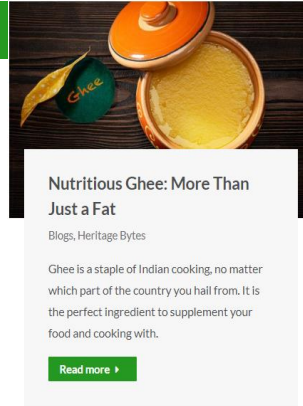 Ghee
Nutritious Ghee: More Than
Just a Fat
Blogs, Heritage Bytes
Ghee is a staple of Indian cooking, no matter
which part of the country you hail from. It is
the perfect ingredient to supplement your
food and cooking with.
Read more